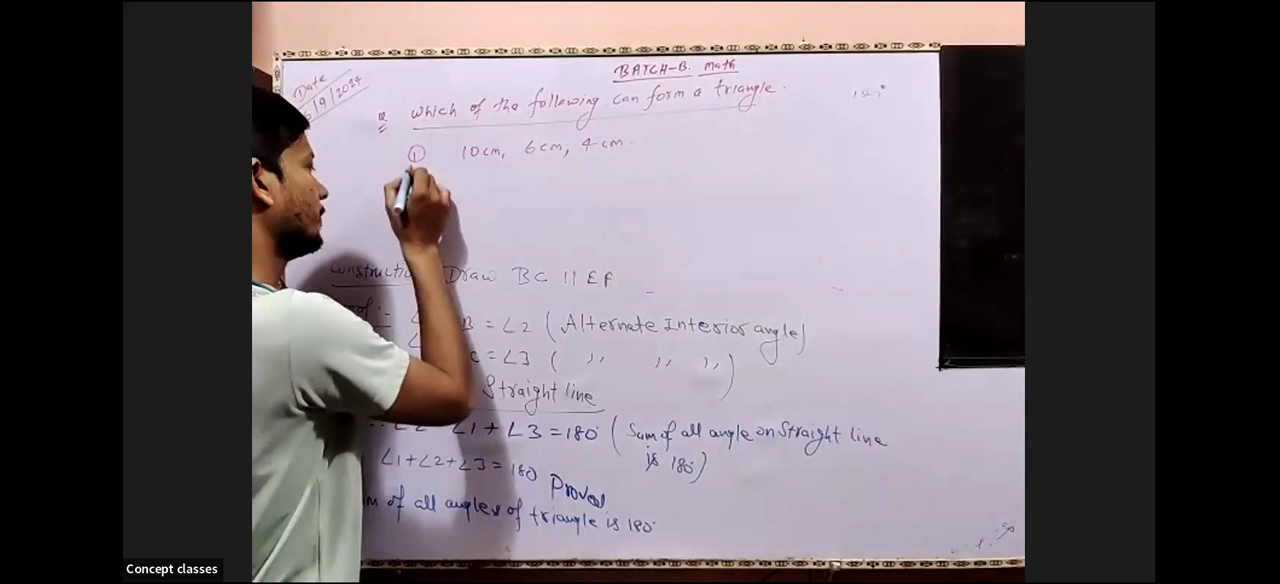 BATCH-B. Math
Date
/9/2024
Q Which of the following can form a triangle.
① 10cm, 6cm, 4cm.
Draw BC || EF
B = ∠2 (Alternate Interior angle)
C = ∠3 ( ,, ,, ,, )
Straight line
∠1 + ∠3 = 180° (Sum of all angle on Straight line
is 180°)
∠1+∠2+∠3 = 180 Proved
of all angles of triangle is 180°
Concept classes